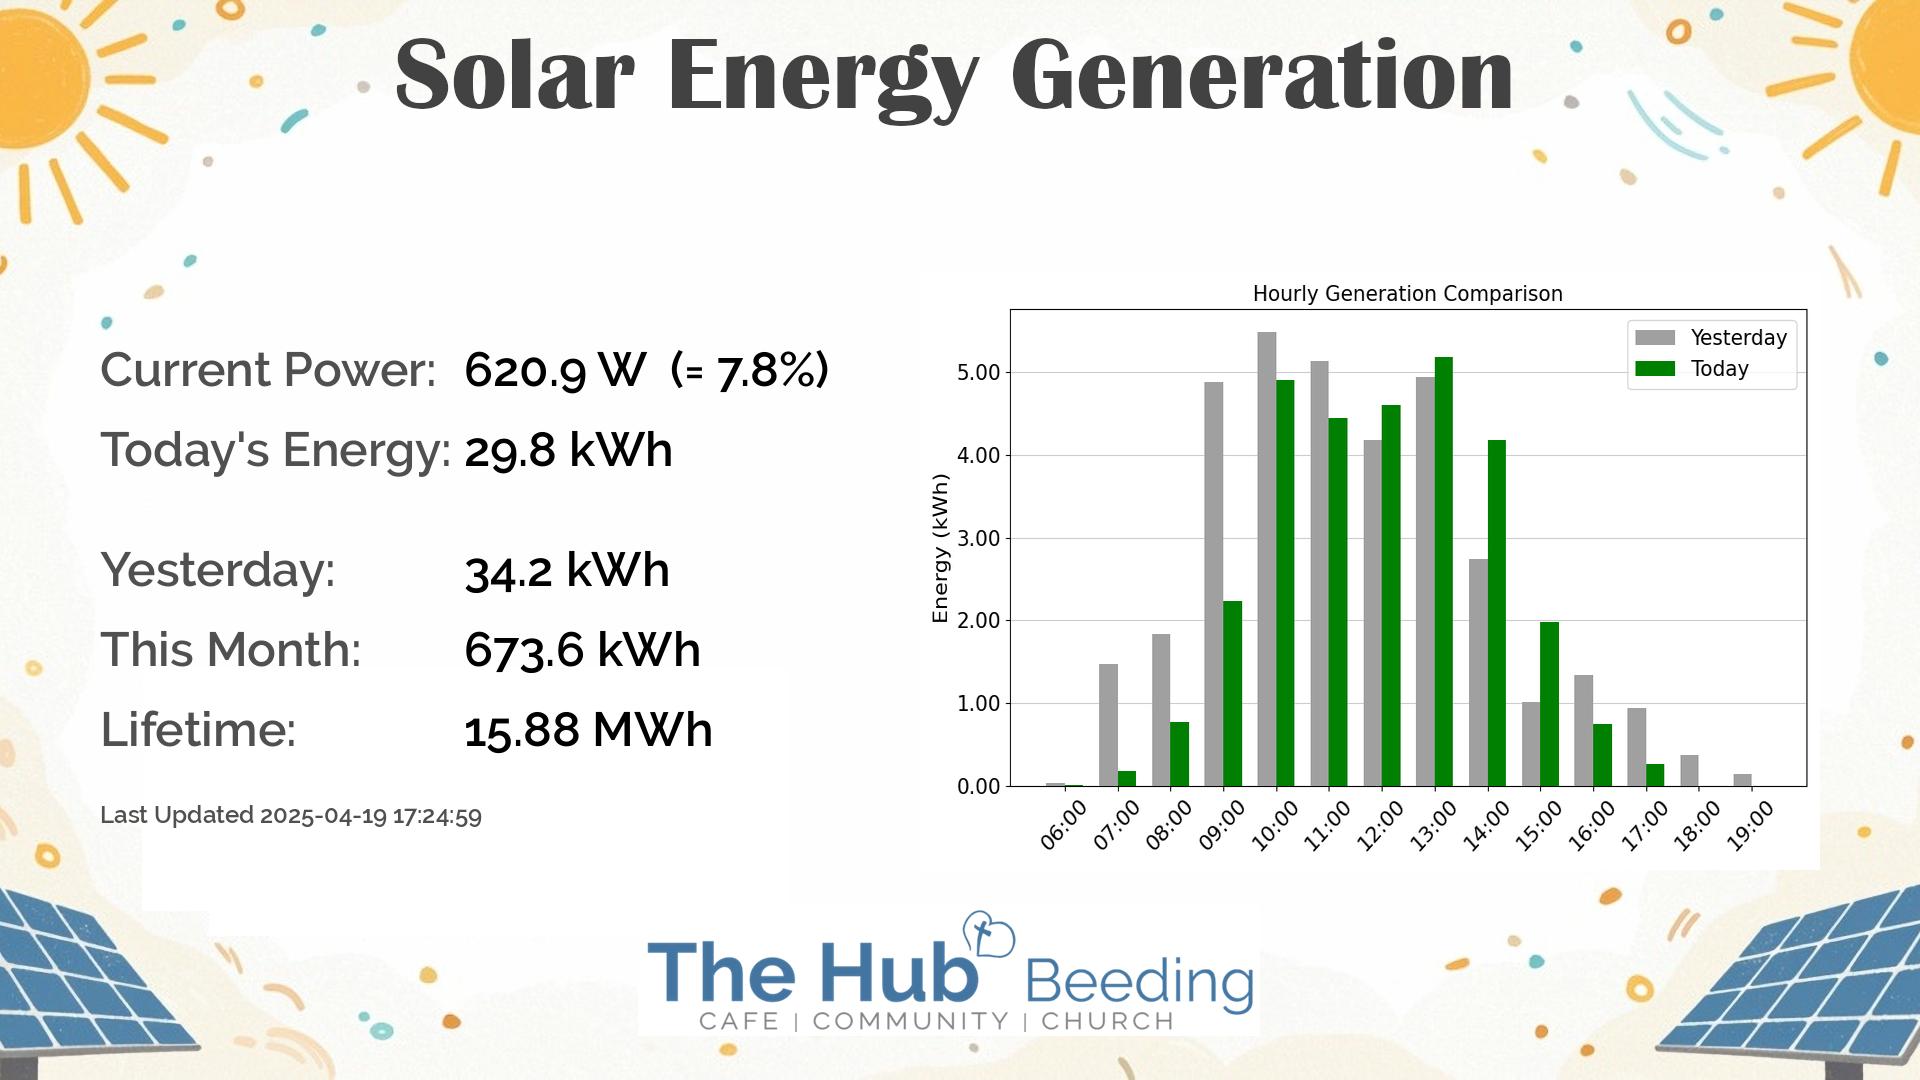 Solar Energy Generation
Current Power: 620.9 W (= 7.8%)
Today's Energy: 29.8 kWh
Yesterday: 34.2 kWh
This Month: 673.6 kWh
Lifetime: 15.88 MWh
Last Updated 2025-04-19 17:24:59
Hourly Generation Comparison
Yesterday
Today
Energy (kWh)
5.00
4.00
3.00
2.00
1.00
0.00
06:00 07:00 08:00 09:00 10:00 11:00 12:00 13:00 14:00 15:00 16:00 17:00 18:00 19:00
The Hub Beeding
CAFE | COMMUNITY | CHURCH